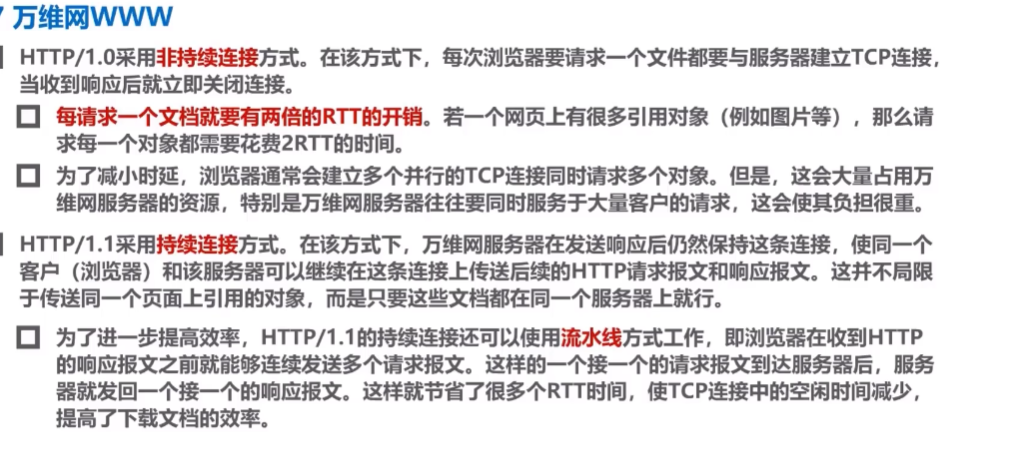 7 万维网WWW
HTTP/1.0采用非持续连接方式。在该方式下，每次浏览器要请求一个文件都要与服务器建立TCP连接，
当收到响应后就立即关闭连接。
每请求一个文档就要有两倍的RTT的开销。若一个网页上有很多引用对象（例如图片等），那么请
求每一个对象都需要花费2RTT的时间。
为了减小时延，浏览器通常会建立多个并行的TCP连接同时请求多个对象。但是，这会大量占用万
维网服务器的资源，特别是万维网服务器往往要同时服务于大量客户的请求，这会使其负担很重。
HTTP/1.1采用持续连接方式。在该方式下，万维网服务器在发送响应后仍然保持这条连接，使同一个
客户（浏览器）和该服务器可以继续在这条连接上传送后续的HTTP请求报文和响应报文。这并不局限
于传送同一个页面上引用的对象，而是只要这些文档都在同一个服务器上就行。
为了进一步提高效率，HTTP/1.1的持续连接还可以使用流水线方式工作，即浏览器在收到HTTP
的响应报文之前就能够连续发送多个请求报文。这样的一个接一个的请求报文到达服务器后，服务
器就发回一个接一个的响应报文。这样就节省了很多个RTT时间，使TCP连接中的空闲时间减少，
提高了下载文档的效率。